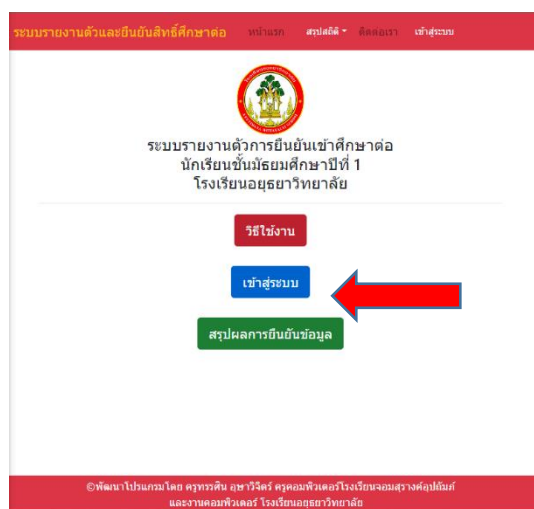 ระบบรายงานตัวและยืนยันสิทธิ์ศึกษาต่อ หน้าแรก สรุปสถิติ ติดต่อเรา เข้าสู่ระบบ
ระบบรายงานตัวการยืนยันเข้าศึกษาต่อ
นักเรียนชั้นมัธยมศึกษาปีที่ 1
โรงเรียนอยุธยาวิทยาลัย
วิธีใช้งาน
เข้าสู่ระบบ
สรุปผลการยืนยันข้อมูล
©พัฒนาโปรแกรมโดย ครูทรรศิน อุษาวิจิตร์ ครูคอมพิวเตอร์โรงเรียนจอมสุรางค์อุปถัมภ์
และงานคอมพิวเตอร์ โรงเรียนอยุธยาวิทยาลัย